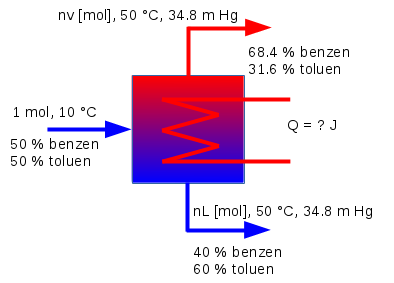 nv [mol], 50 °C, 34.8 m Hg
68.4 % benzen
31.6 % toluen
1 mol, 10 °C
50 % benzen
50 % toluen
Q = ? J
nL [mol], 50 °C, 34.8 m Hg
40 % benzen
60 % toluen